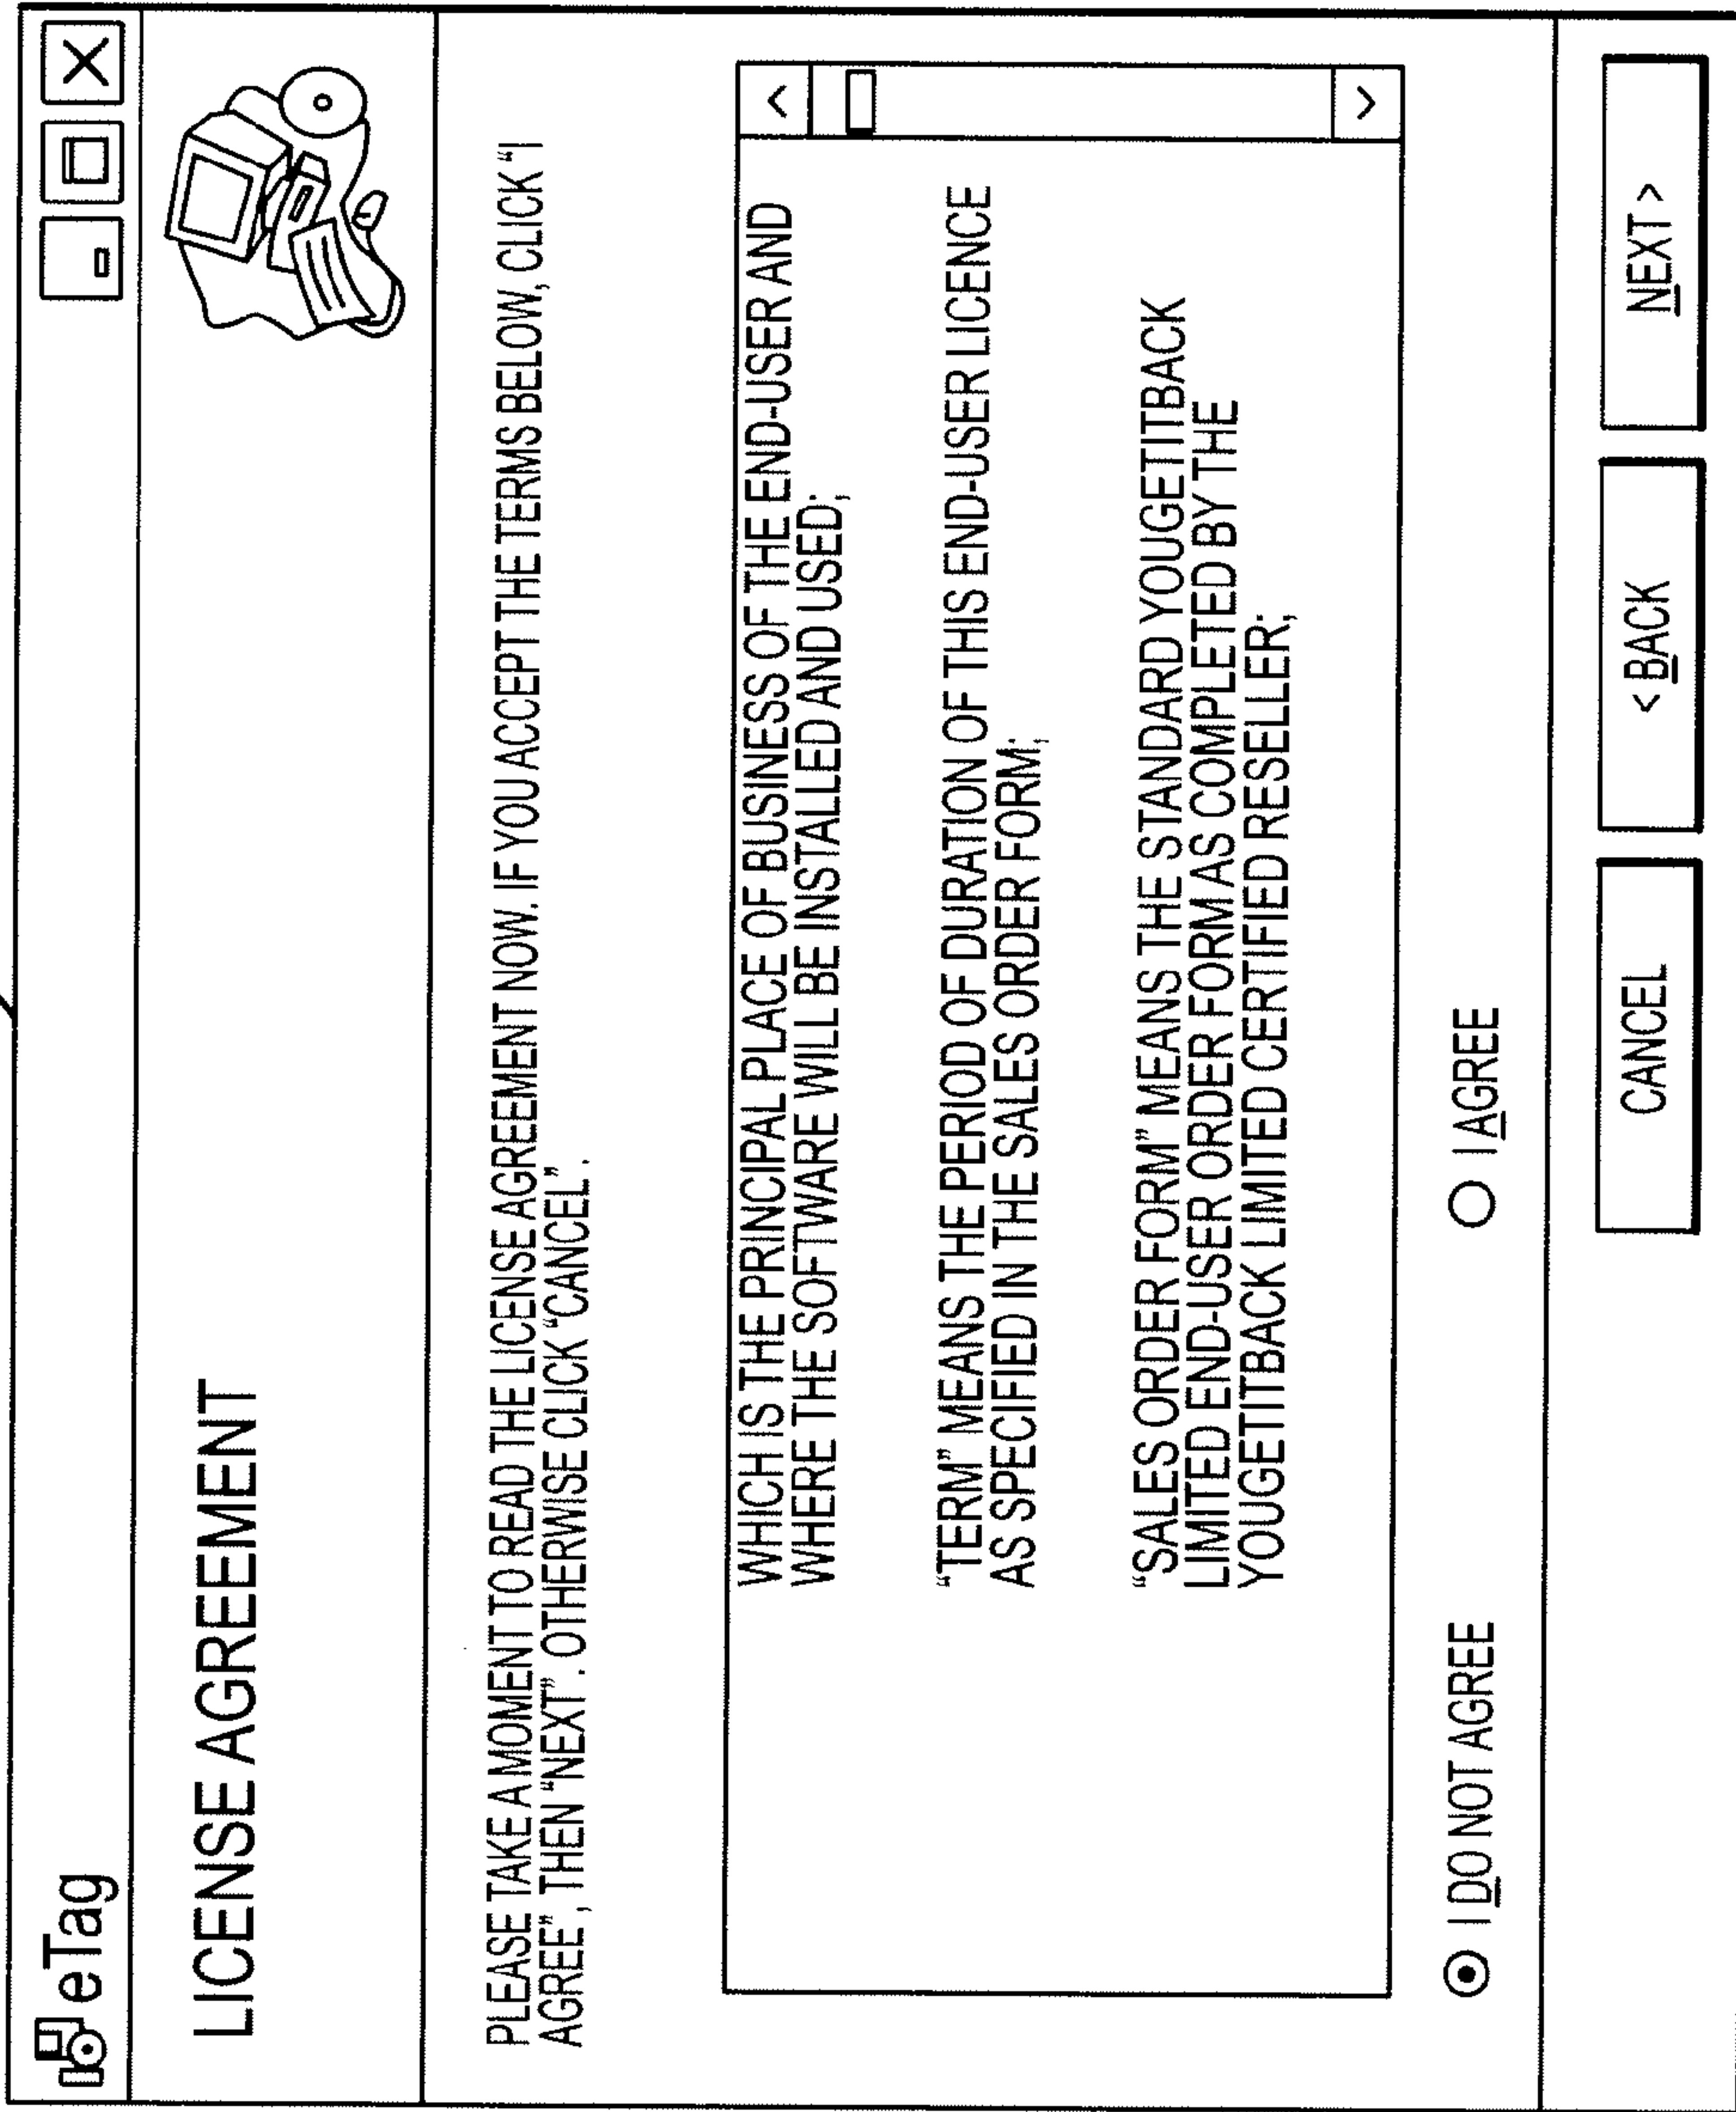 eTag
LICENSE AGREEMENT
PLEASE TAKE A MOMENT TO READ THE LICENSE AGREEMENT NOW. IF YOU ACCEPT THE TERMS BELOW, CLICK "I
AGREE", THEN "NEXT". OTHERWISE CLICK "CANCEL".
WHICH IS THE PRINCIPAL PLACE OF BUSINESS OF THE END-USER AND
WHERE THE SOFTWARE WILL BE INSTALLED AND USED;
"TERM" MEANS THE PERIOD OF DURATION OF THIS END-USER LICENCE
AS SPECIFIED IN THE SALES ORDER FORM;
"SALES ORDER FORM" MEANS THE STANDARD YOUGETITBACK
LIMITED END-USER ORDER FORM AS COMPLETED BY THE
YOUGETITBACK LIMITED CERTIFIED RESELLER;
I DO NOT AGREE
I AGREE
CANCEL
< BACK
NEXT >